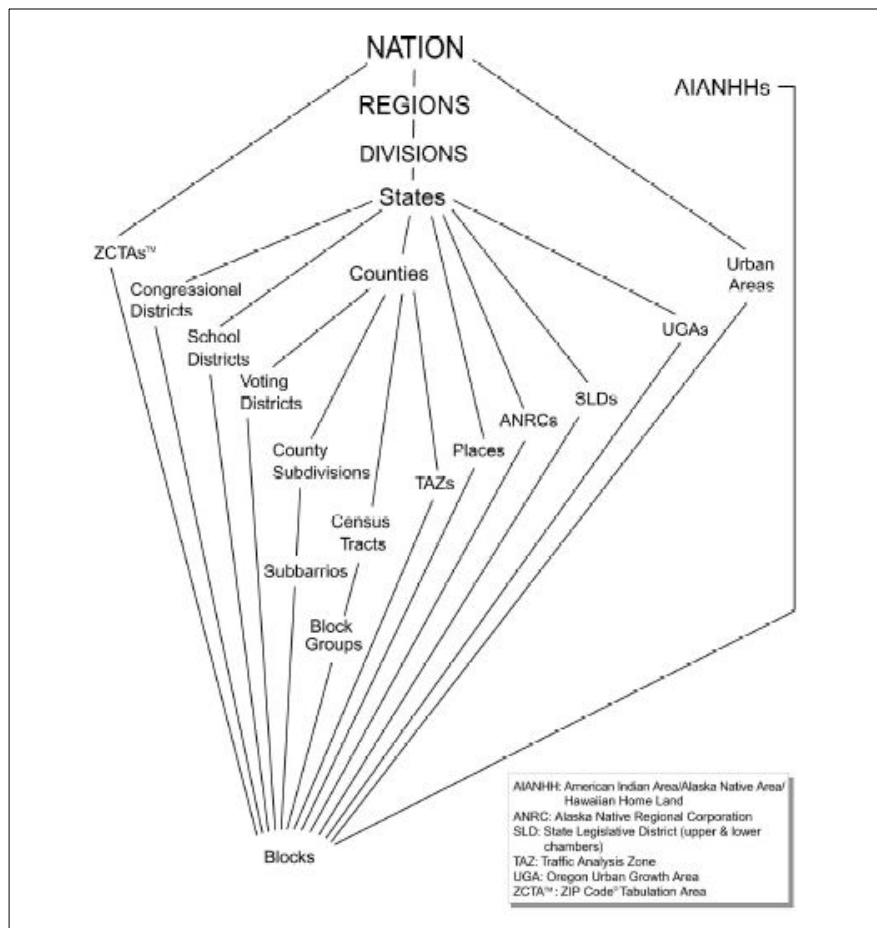 NATION
AIANHHs
REGIONS
DIVISIONS
States
ZCTAs™
Counties
Urban
Areas
Congressional
Districts
School
Districts
UGAs
Voting
Districts
SLDs
ANRCs
County
Subdivisions
Places
TAZs
Census
Tracts
Subbarrios
Block
Groups
Blocks
AIANHH: American Indian Area/Alaska Native Area/
Hawaiian Home Land
ANRC: Alaska Native Regional Corporation
SLD: State Legislative District (upper & lower
chambers)
TAZ: Traffic Analysis Zone
UGA: Oregon Urban Growth Area
ZCTA™: ZIP Code® Tabulation Area